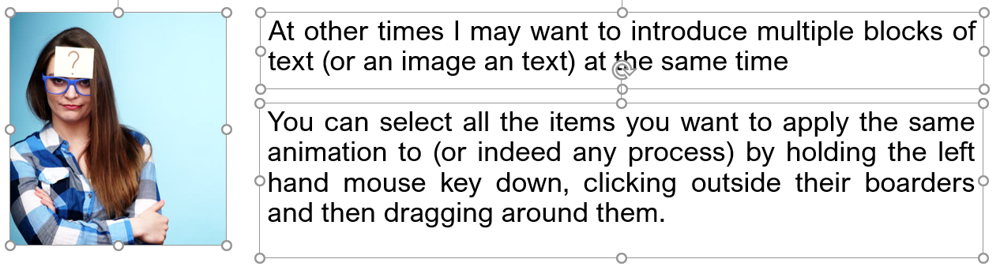 ?
At other times I may want to introduce multiple blocks of
text (or an image an text) at the same time
You can select all the items you want to apply the same
animation to (or indeed any process) by holding the left
hand mouse key down, clicking outside their boarders
and then dragging around them.